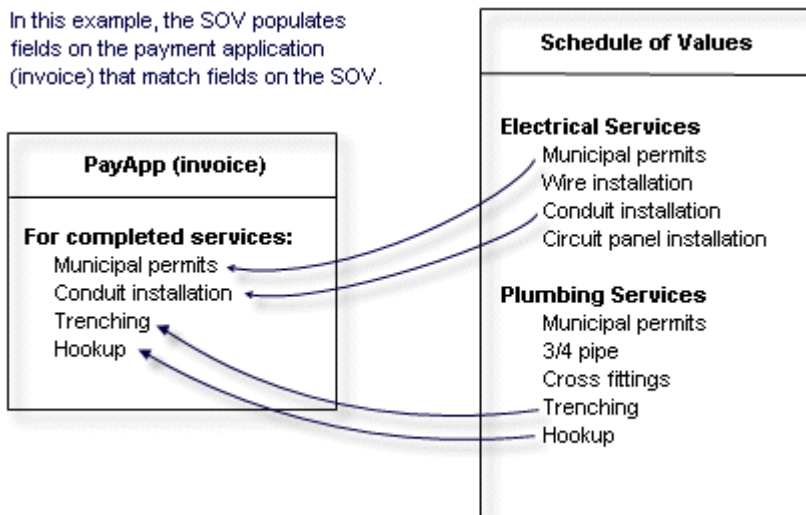 In this example, the SOV populates
fields on the payment application
(invoice) that match fields on the SOV.
PayApp (invoice)
For completed services:
Municipal permits
Conduit installation
Trenching
Hookup
Schedule of Values
Electrical Services
Municipal permits
Wire installation
Conduit installation
Circuit panel installation
Plumbing Services
Municipal permits
3/4 pipe
Cross fittings
Trenching
Hookup